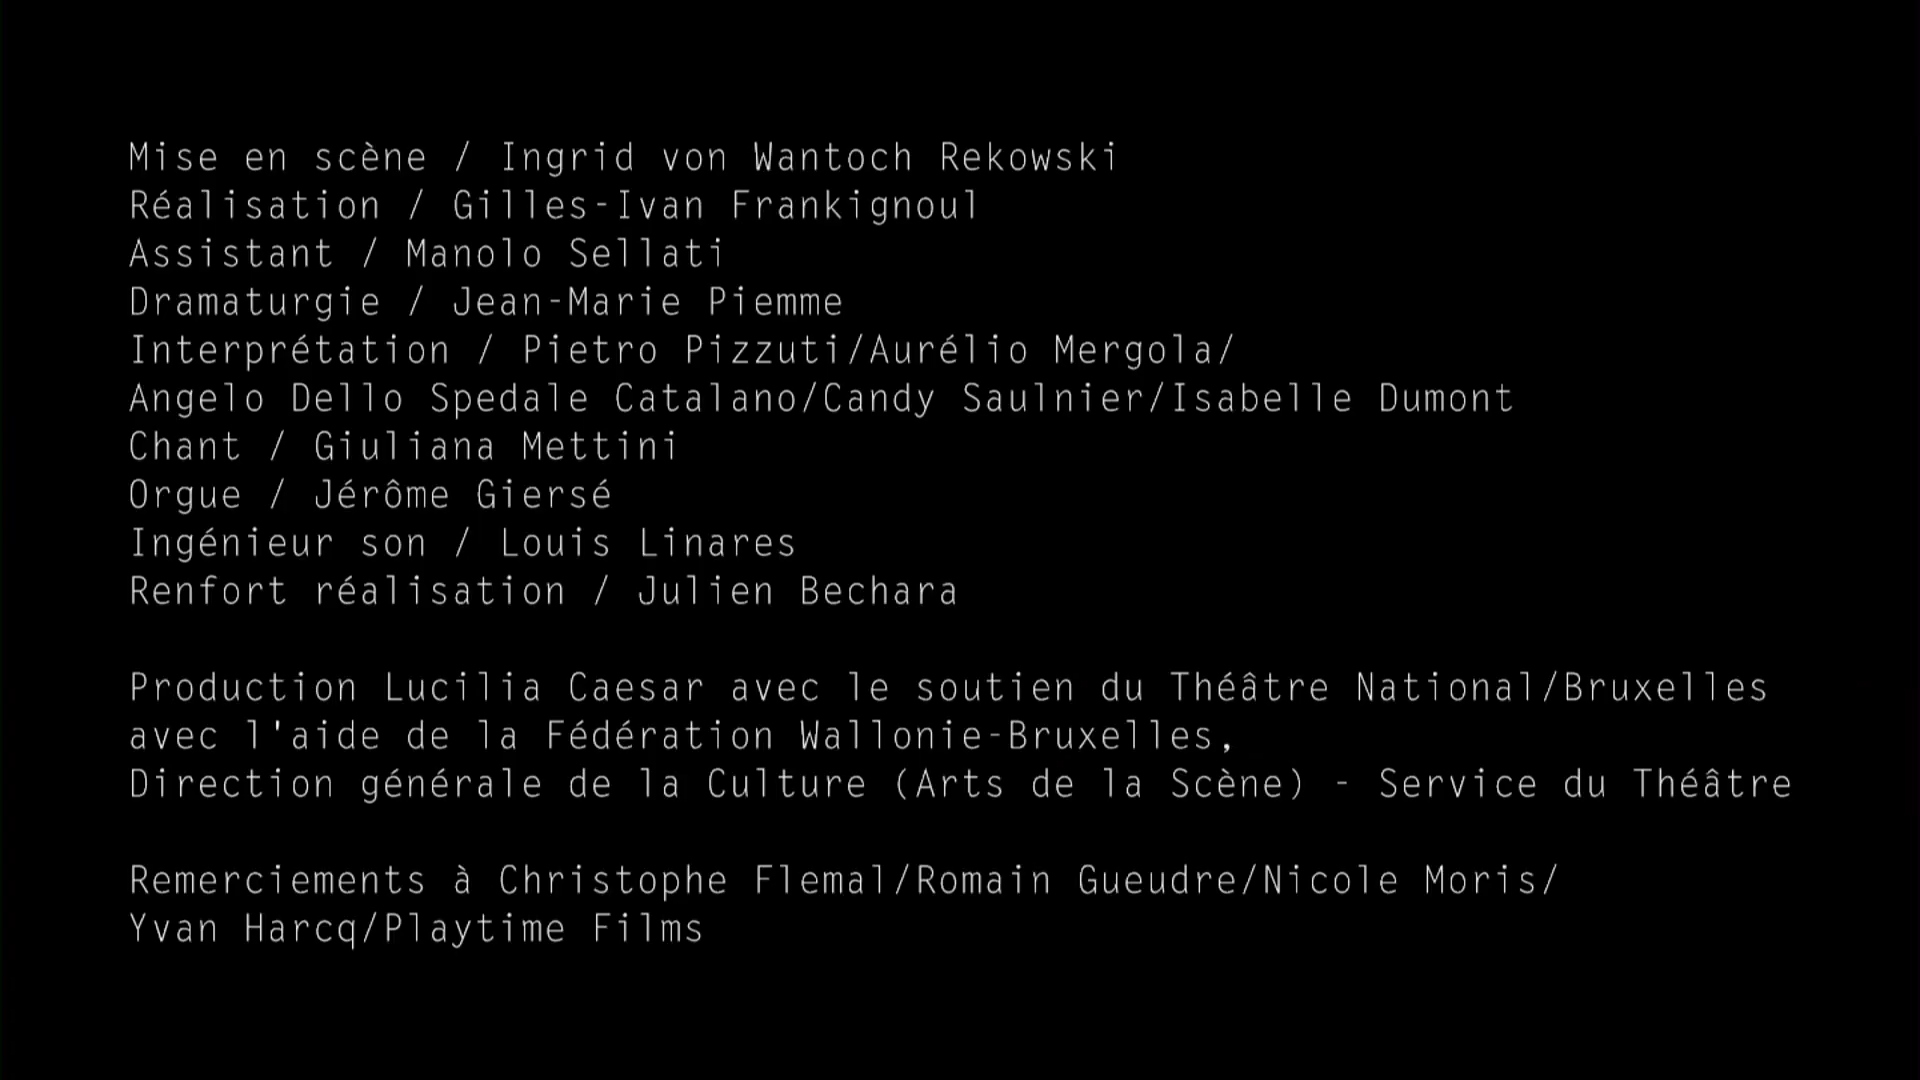 Mise en scène / Ingrid von Wantoch Rekowski
Réalisation / Gilles-Ivan Frankignoul
Assistant / Manolo Sellati
Dramaturgie / Jean-Marie Piemme
Interprétation / Pietro Pizzuti/Aurélio Mergola/
Angelo Dello Spedale Catalano/Candy Saulnier/Isabelle Dumont
Chant / Giuliana Mettini
Orgue / Jérôme Giersé
Ingénieur son / Louis Linares
Renfort réalisation / Julien Bechara
Production Lucilia Caesar avec le soutien du Théâtre National/Bruxelles
avec l'aide de la Fédération Wallonie-Bruxelles,
Direction générale de la Culture (Arts de la Scène) - Service du Théâtre
Remerciements à Christophe Flemal/Romain Gueudre/Nicole Moris/
Yvan Harcq/Playtime Films